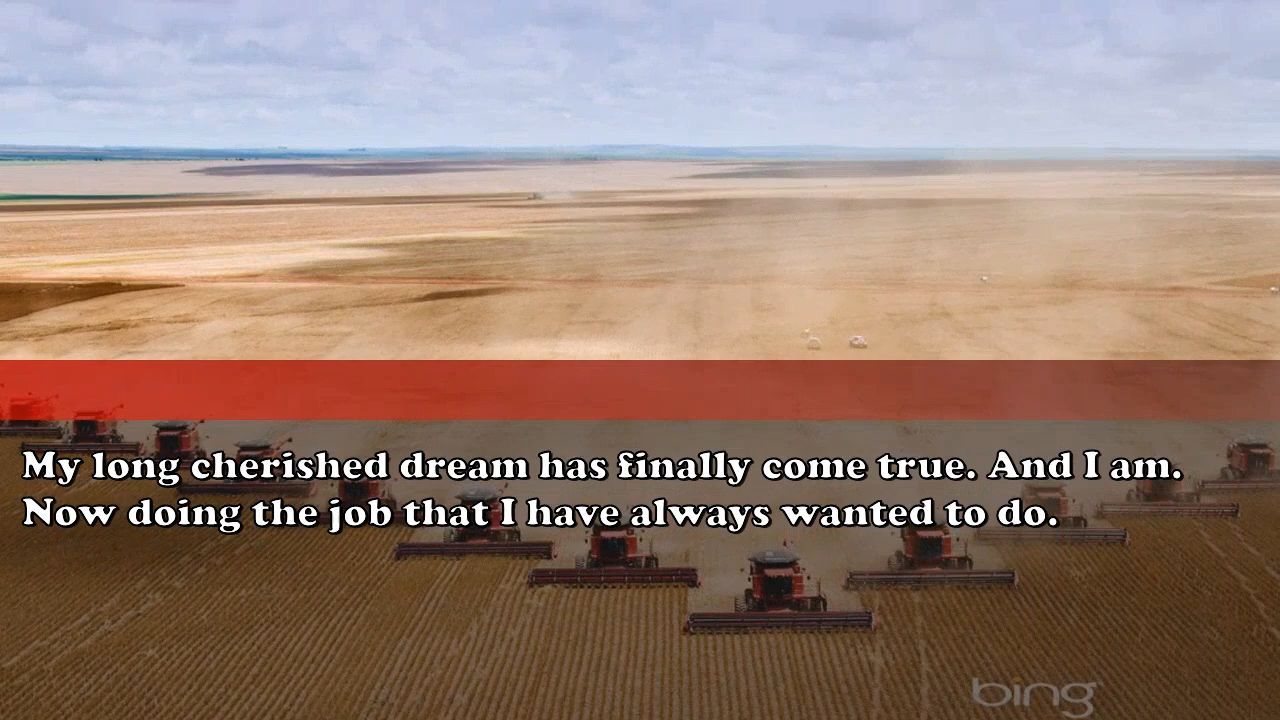 My long cherished dream has finally come true. And I am.
Now doing the job that I have always wanted to do.
bing